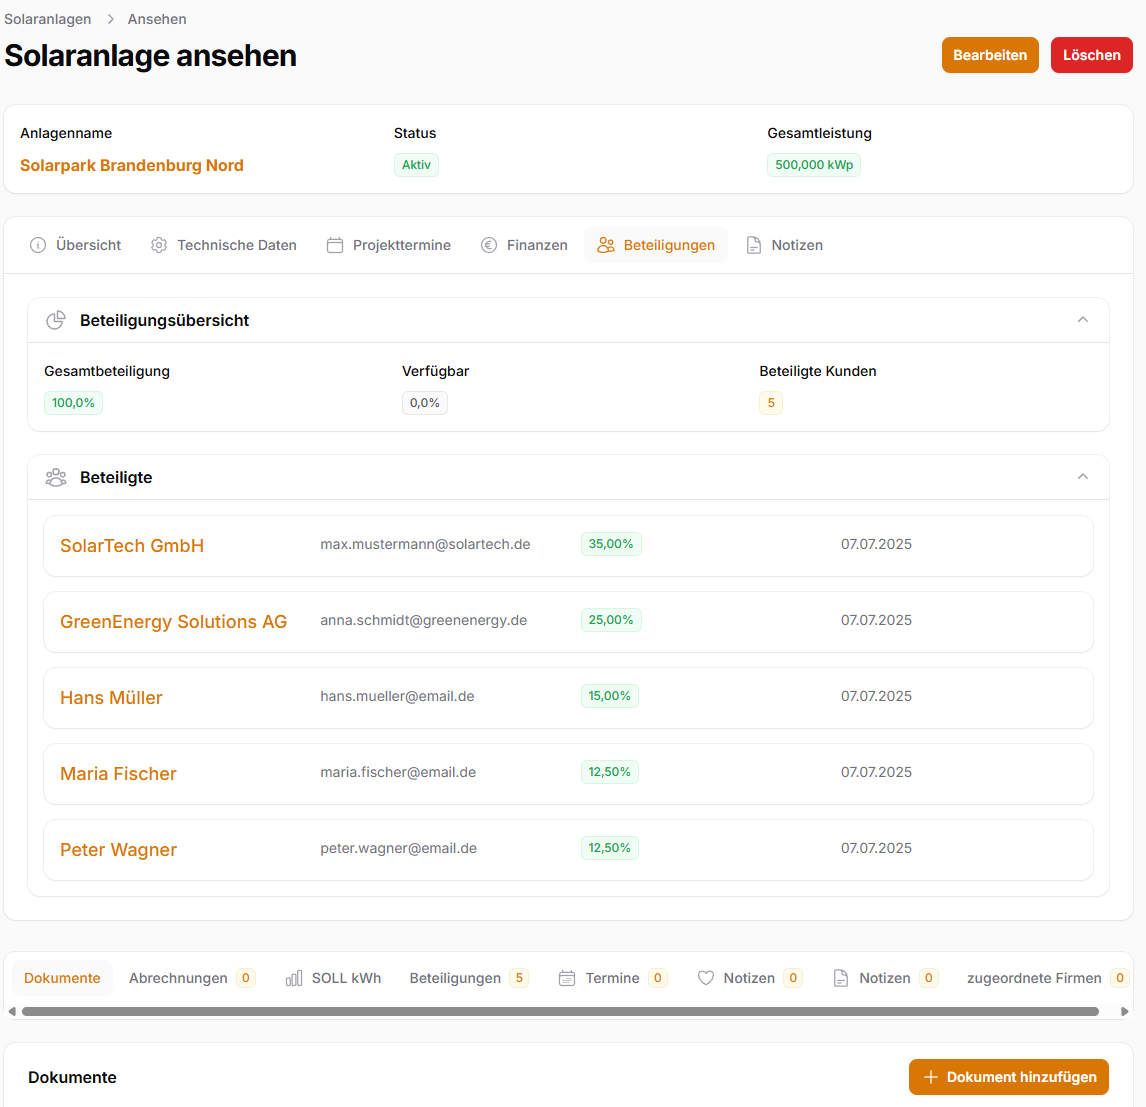 Solaranlagen > Ansehen
Solaranlage ansehen
Bearbeiten
Löschen
Anlagenname
Status
Gesamtleistung
Solarpark Brandenburg Nord
Aktiv
500,000 kWp
Übersicht
Technische Daten
Projekttermine
Finanzen
Beteiligungen
Notizen
Beteiligungsübersicht
Gesamtbeteiligung
Verfügbar
Beteiligte Kunden
100,0%
0,0%
5
Beteiligte
SolarTech GmbH
max.mustermann@solartech.de
35,00%
07.07.2025
GreenEnergy Solutions AG
anna.schmidt@greenenergy.de
25,00%
07.07.2025
Hans Müller
hans.mueller@email.de
15,00%
07.07.2025
Maria Fischer
maria.fischer@email.de
12,50%
07.07.2025
Peter Wagner
peter.wagner@email.de
12,50%
07.07.2025
Dokumente
Abrechnungen 0
SOLL kWh
Beteiligungen 5
Termine 0
Notizen 0
Notizen 0
zugeordnete Firmen 0
Dokumente
Dokument hinzufügen